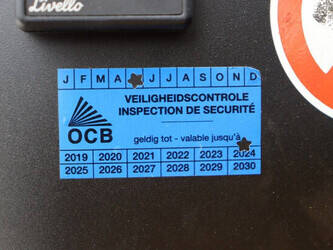 Livello
J F M A J J A S O N D
VEILIGHEIDSCONTROLE
INSPECTION DE SECURITÉ
OCB
geldig tot - valable jusqu'à
2019 2020 2021 2022 2023 2024
2025 2026 2027 2028 2029 2030